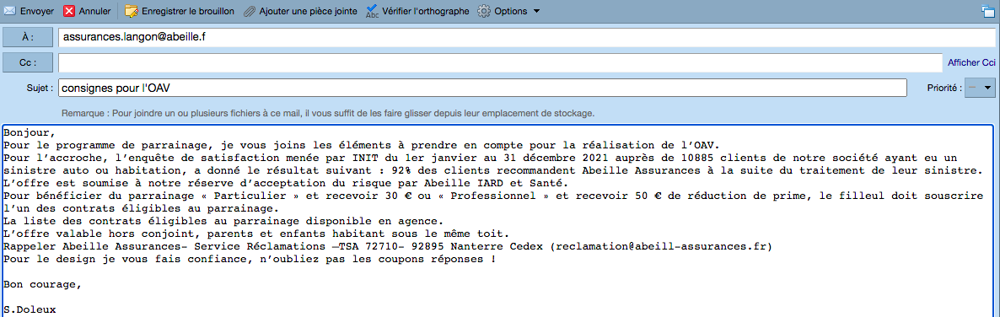 Envoyer Annuler Enregistrer le brouillon Ajouter une pièce jointe Abc Vérifier l'orthographe Options
À : assurances.langon@abeille.f
Cc : Afficher Cci
Sujet : consignes pour l'OAV Priorité : —
Remarque : Pour joindre un ou plusieurs fichiers à ce mail, il vous suffit de les faire glisser depuis leur emplacement de stockage.
Bonjour,
Pour le programme de parrainage, je vous joins les éléments à prendre en compte pour la réalisation de l’OAV.
Pour l’accroche, l’enquête de satisfaction menée par INIT du 1er janvier au 31 décembre 2021 auprès de 10885 clients de notre société ayant eu un
sinistre auto ou habitation, a donné le résultat suivant : 92% des clients recommandent Abeille Assurances à la suite du traitement de leur sinistre.
L’offre est soumise à notre réserve d’acceptation du risque par Abeille IARD et Santé.
Pour bénéficier du parrainage « Particulier » et recevoir 30 € ou « Professionnel » et recevoir 50 € de réduction de prime, le filleul doit souscrire
l’un des contrats éligibles au parrainage.
La liste des contrats éligibles au parrainage disponible en agence.
L’offre valable hors conjoint, parents et enfants habitant sous le même toit.
Rappeler Abeille Assurances- Service Réclamations –TSA 72710- 92895 Nanterre Cedex (reclamation@abeill-assurances.fr)
Pour le design je vous fais confiance, n’oubliez pas les coupons réponses !
Bon courage,
S.Doleux